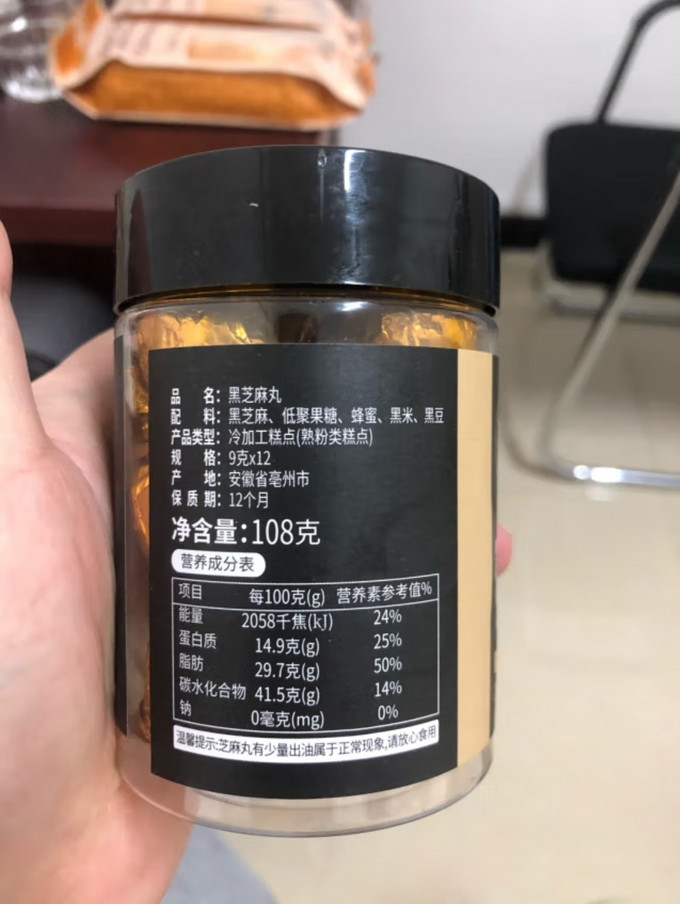 品 名：黑芝麻丸
配 料：黑芝麻、低聚果糖、蜂蜜、黑米、黑豆
产品类型：冷加工糕点(熟粉类糕点)
规 格：9克x12
产 地：安徽省亳州市
保 质 期：12个月
净含量：108克
营养成分表
项目 每100克(g) 营养素参考值%
能量 2058千焦(kJ) 24%
蛋白质 14.9克(g) 25%
脂肪 29.7克(g) 50%
碳水化合物 41.5克(g) 14%
钠 0毫克(mg) 0%
温馨提示:芝麻丸有少量出油属于正常现象,请放心食用